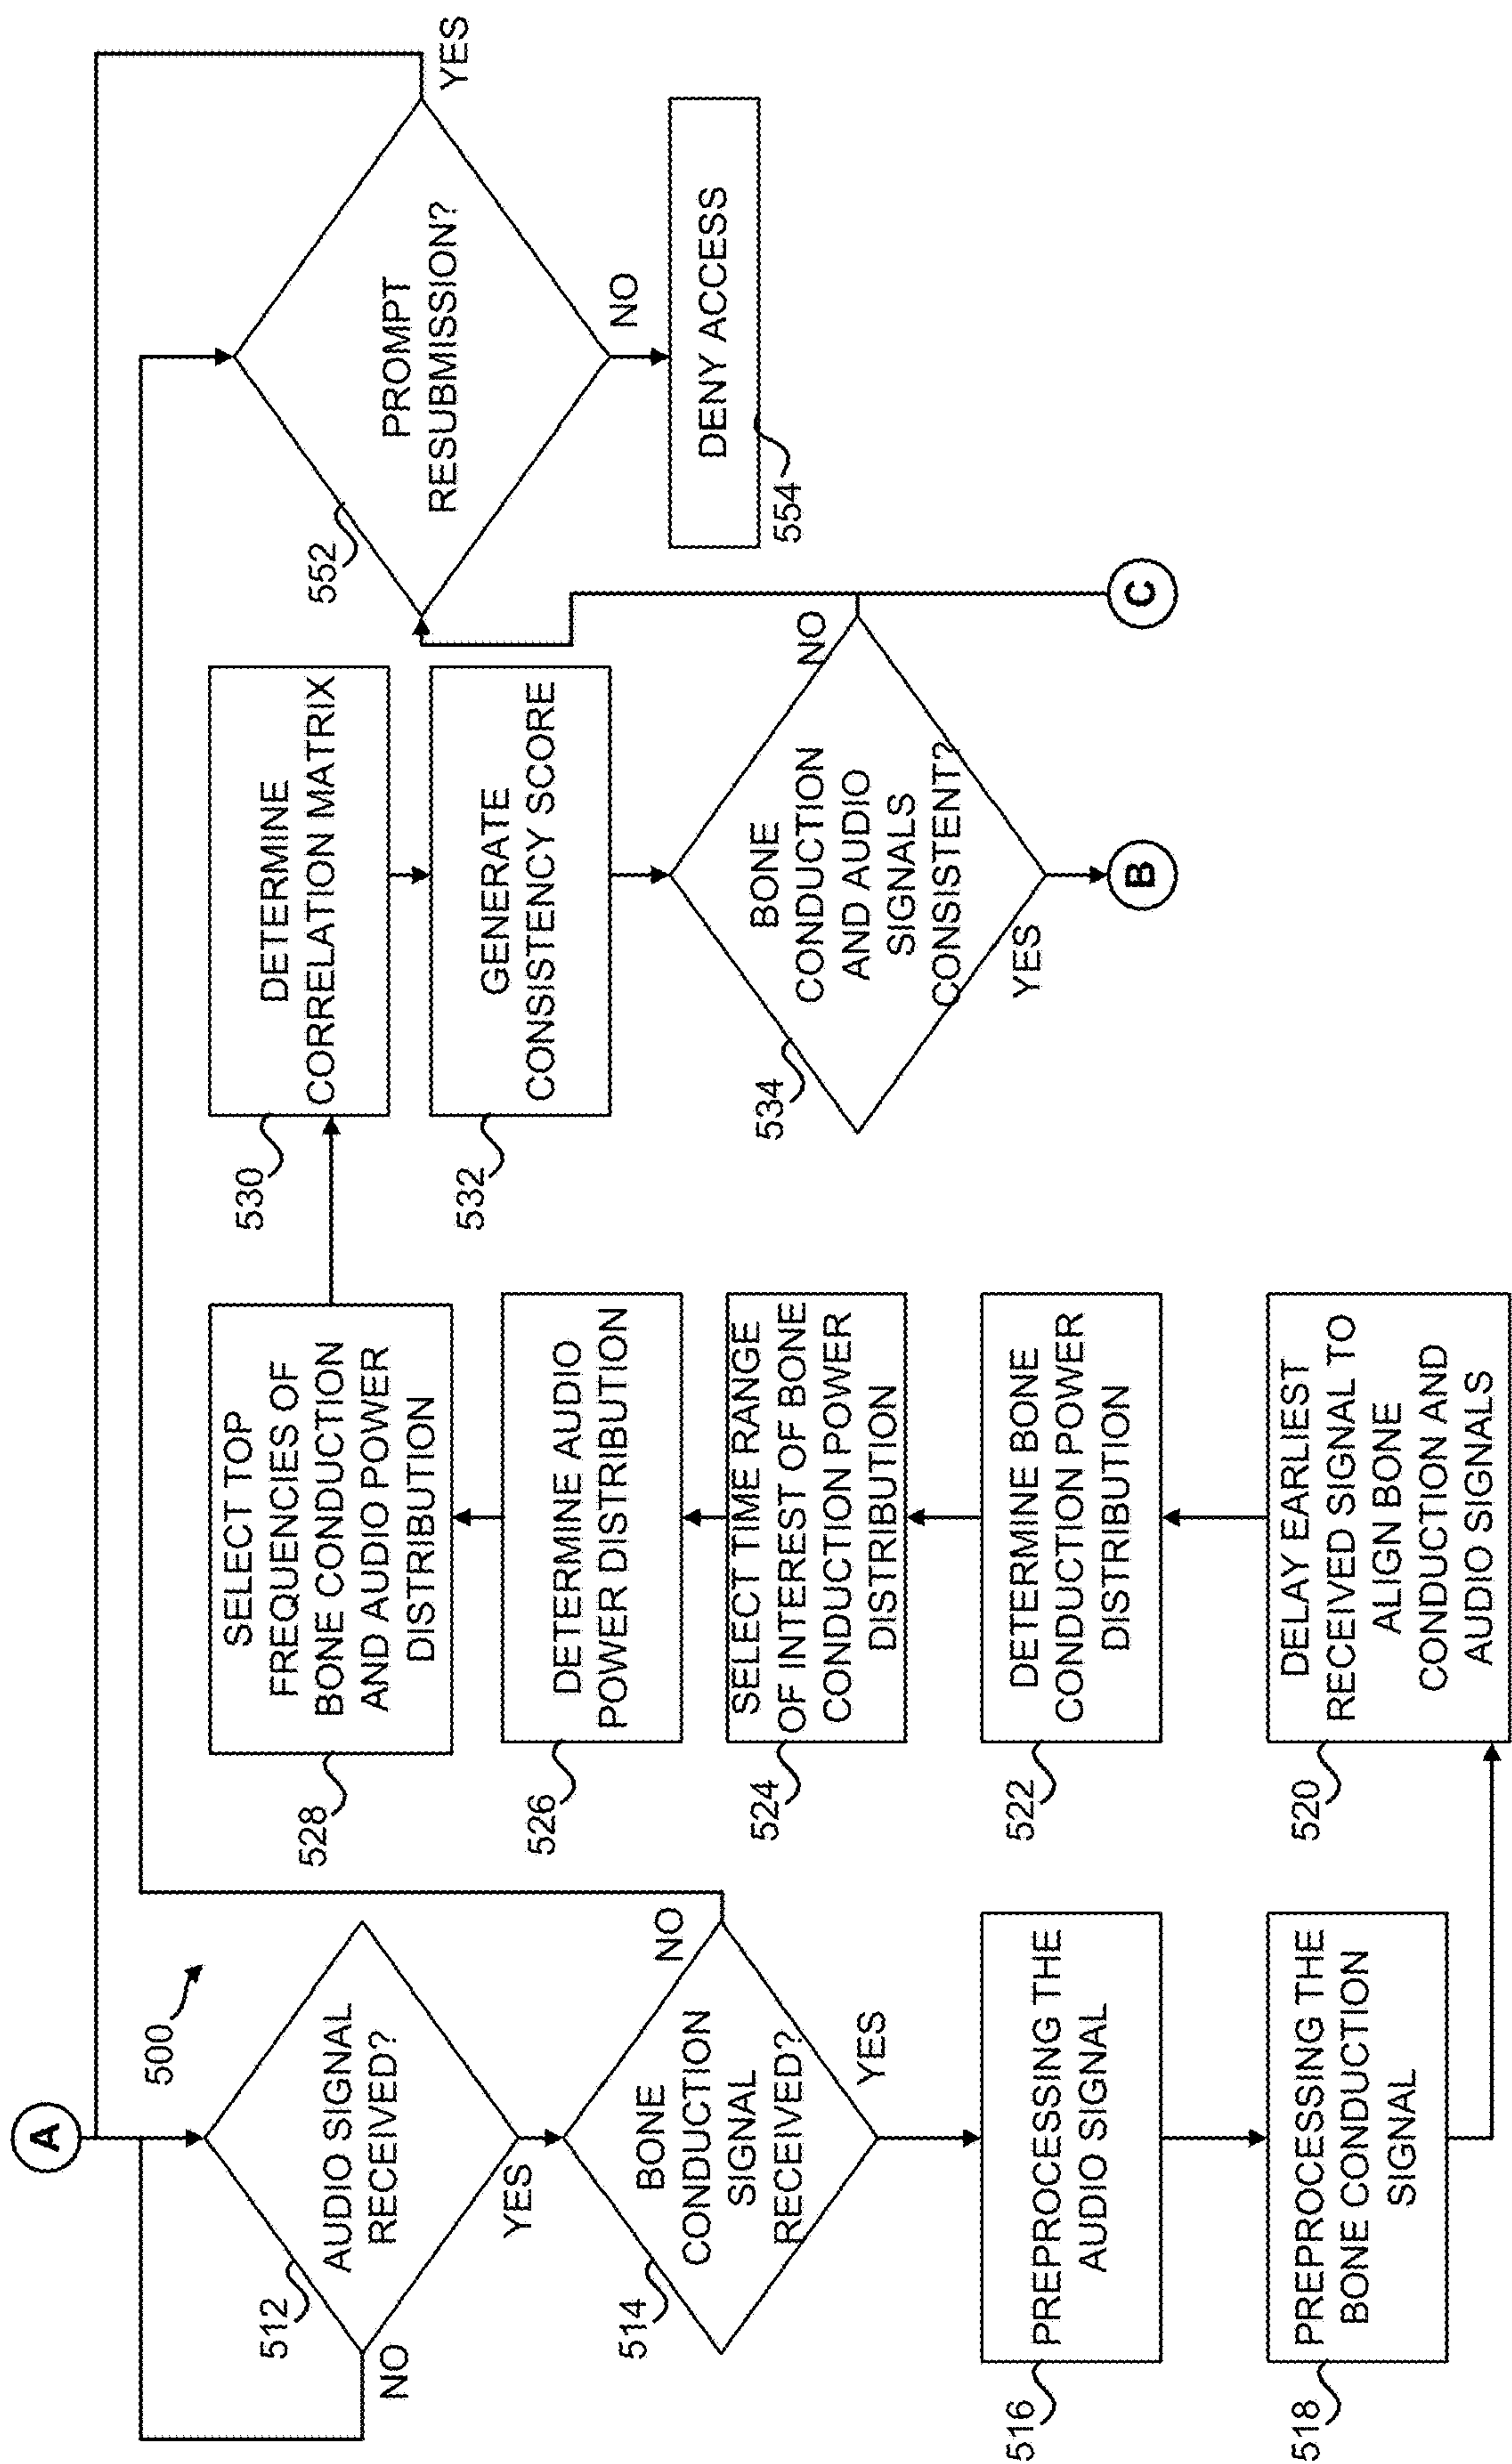 A
500
AUDIO SIGNAL
RECEIVED?
512
NO
YES
BONE
CONDUCTION
SIGNAL
RECEIVED?
514
NO
YES
PREPROCESSING THE
AUDIO SIGNAL
516
PREPROCESSING THE
BONE CONDUCTION
SIGNAL
518
DELAY EARLIEST
RECEIVED SIGNAL TO
ALIGN BONE
CONDUCTION AND
AUDIO SIGNALS
520
DETERMINE BONE
CONDUCTION POWER
DISTRIBUTION
522
SELECT TIME RANGE
OF INTEREST OF BONE
CONDUCTION POWER
DISTRIBUTION
524
DETERMINE AUDIO
POWER DISTRIBUTION
526
SELECT TOP
FREQUENCIES OF
BONE CONDUCTION
AND AUDIO POWER
DISTRIBUTION
528
DETERMINE
CORRELATION MATRIX
530
GENERATE
CONSISTENCY SCORE
532
BONE
CONDUCTION
AND AUDIO
SIGNALS
CONSISTENT?
534
NO
YES
B
C
PROMPT
RESUBMISSION?
552
YES
NO
DENY ACCESS
554